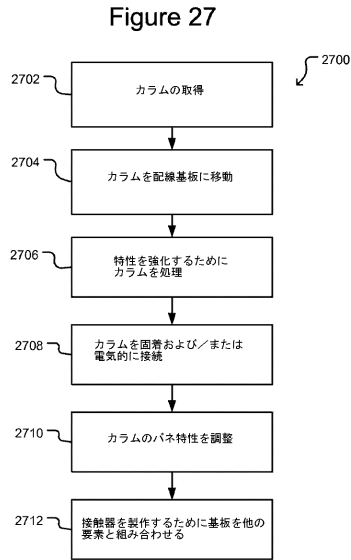 Figure 27
2700
2702
カラムの取得
2704
カラムを配線基板に移動
2706
特性を強化するために
カラムを処理
2708
カラムを固着および／または
電気的に接続
2710
カラムのバネ特性を調整
2712
接触器を製作するために基板を他の
要素と組み合わせる